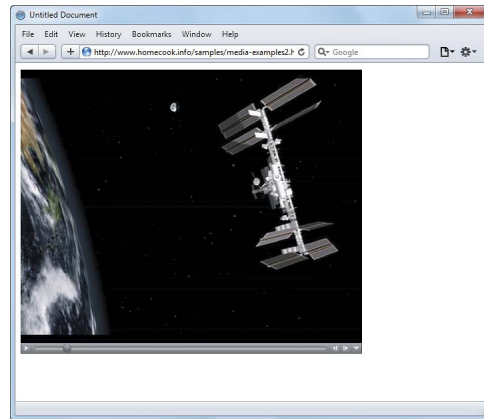 Untitled Document
File Edit View History Bookmarks Window Help
http://www.homecook.info/samples/media-examples2.h
Google